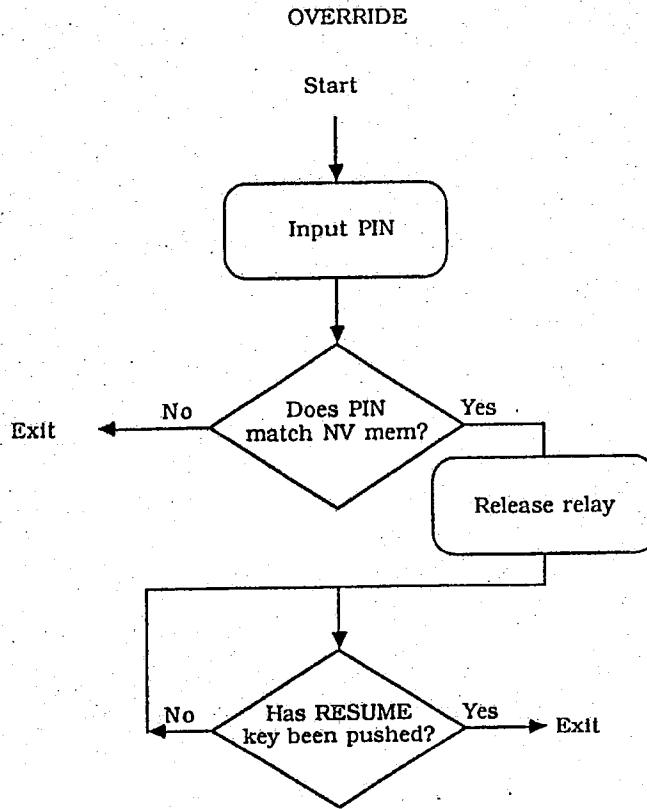 OVERRIDE
Start
Input PIN
Does PIN
match NV mem?
No
Yes
Exit
Release relay
Has RESUME
key been pushed?
No
Yes
Exit